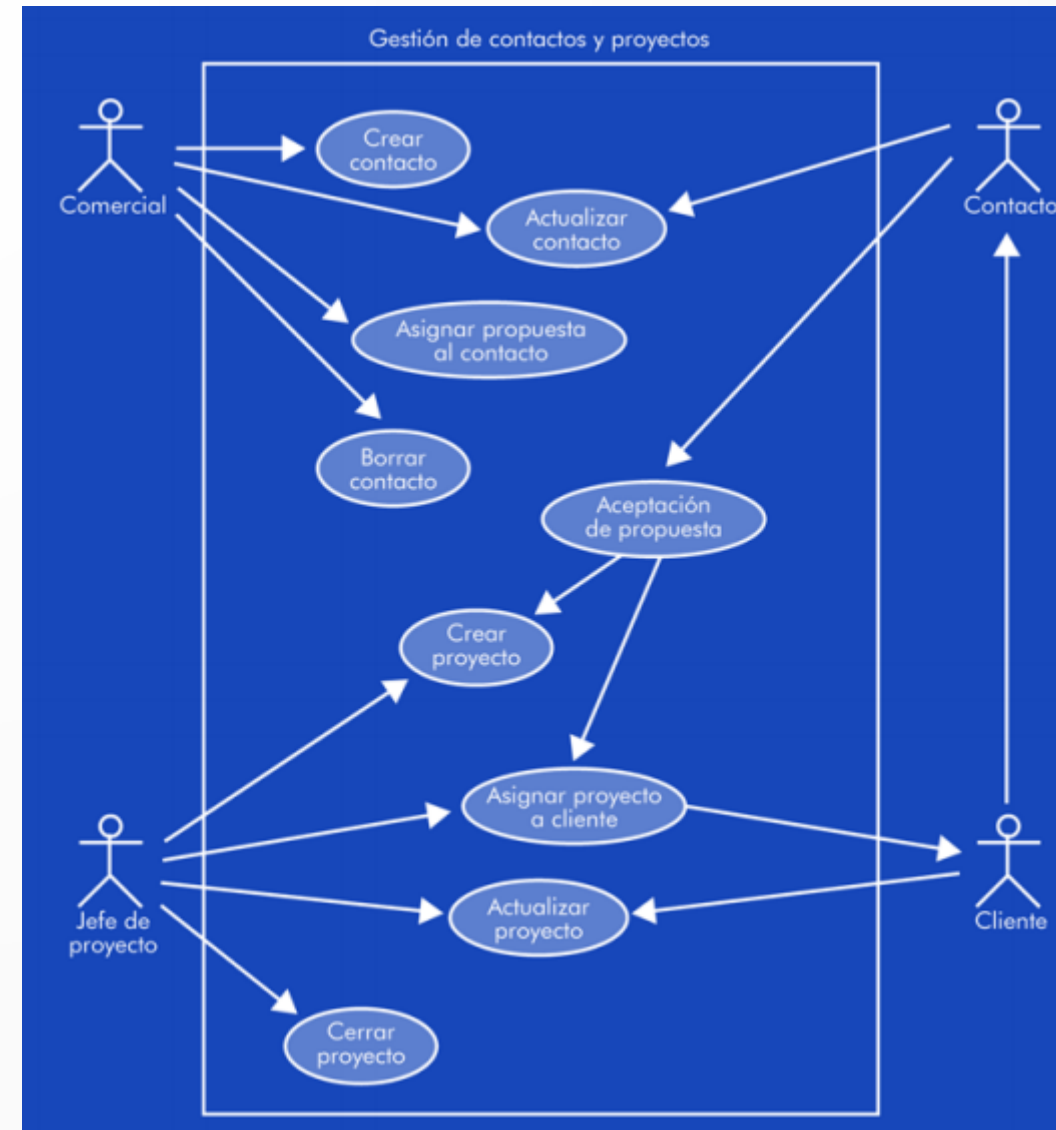 Gestión de contactos y proyectos
Crear
contacto
Comercial
Contacto
Actualizar
contacto
Asignar propuesta
al contacto
Borrar
contacto
Aceptación
de propuesta
Crear
proyecto
Asignar proyecto
a cliente
Jefe de
proyecto
Actualizar
proyecto
Cliente
Cerrar
proyecto